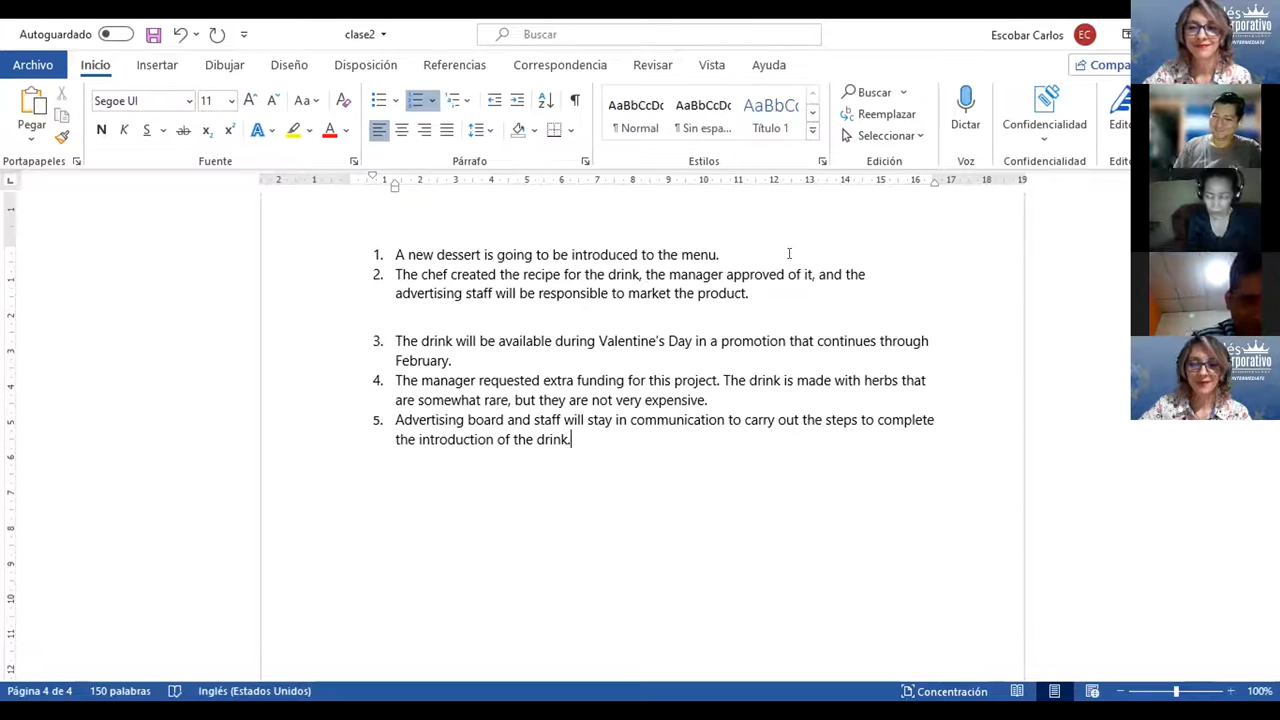 Autoguardado
clase2
Buscar
Escobar Carlos
EC
Archivo
Inicio
Insertar
Dibujar
Diseño
Disposición
Referencias
Correspondencia
Revisar
Vista
Ayuda
Pegar
Segoe UI
11
AaBbCcDc
AaBbCcDc
AaBbCc
¶ Normal
¶ Sin espa...
Título 1
Buscar
Reemplazar
Seleccionar
Dictar
Confidencialidad
Portapapeles
Fuente
Párrafo
Estilos
Edición
Voz
Confidencialidad
1. A new dessert is going to be introduced to the menu.
2. The chef created the recipe for the drink, the manager approved of it, and the
advertising staff will be responsible to market the product.
3. The drink will be available during Valentine's Day in a promotion that continues through
February.
4. The manager requested extra funding for this project. The drink is made with herbs that
are somewhat rare, but they are not very expensive.
5. Advertising board and staff will stay in communication to carry out the steps to complete
the introduction of the drink.
Página 4 de 4
150 palabras
Inglés (Estados Unidos)
Concentración
100%